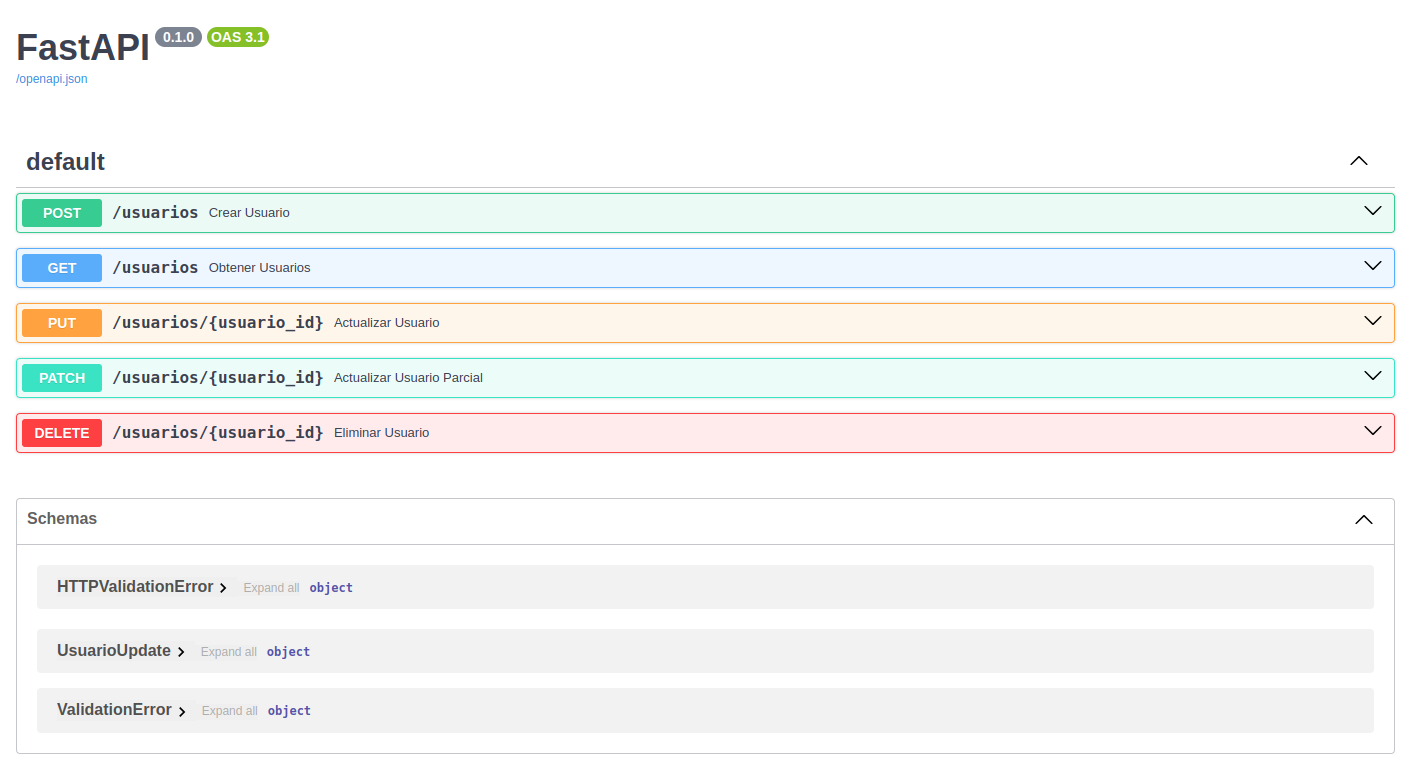 FastAPI 0.1.0 OAS 3.1
/openapi.json
default
POST /usuarios Crear Usuario
GET /usuarios Obtener Usuarios
PUT /usuarios/{usuario_id} Actualizar Usuario
PATCH /usuarios/{usuario_id} Actualizar Usuario Parcial
DELETE /usuarios/{usuario_id} Eliminar Usuario
Schemas
HTTPValidationError Expand all object
UsuarioUpdate Expand all object
ValidationError Expand all object